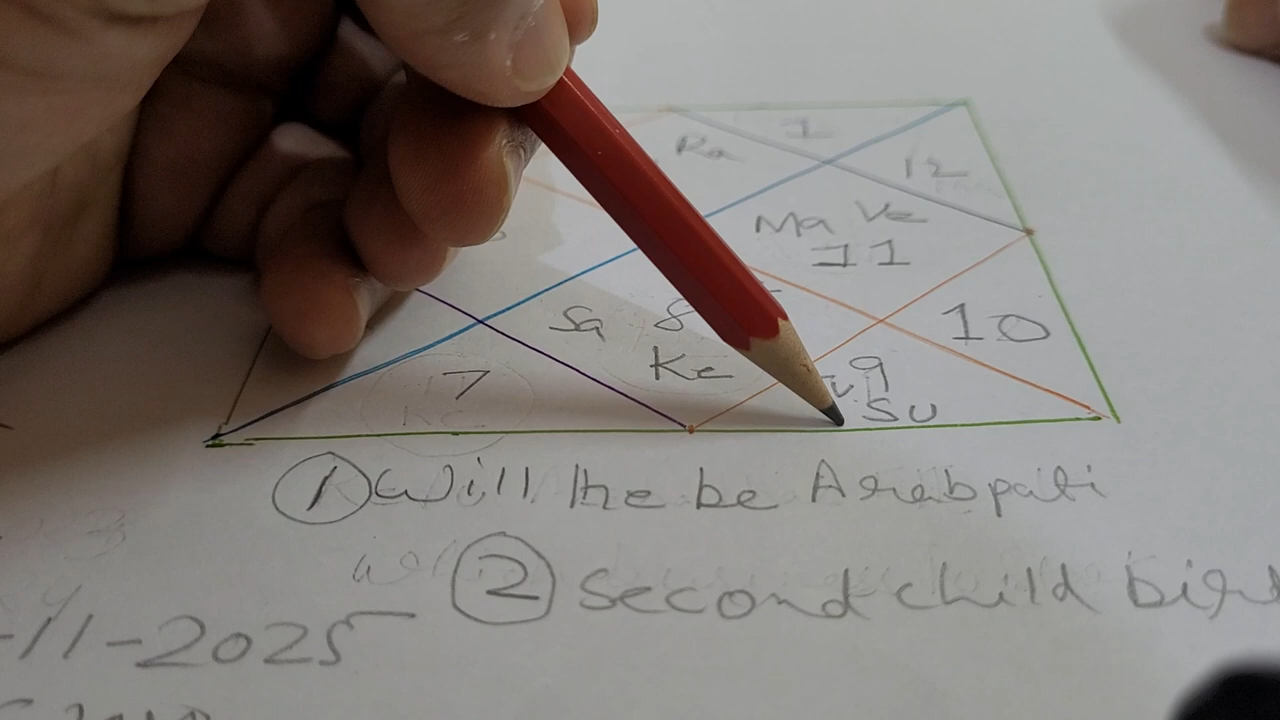 1
Ra
12
Ma Ve
11
Sa 8
10
Ke
9
7
Su
① Will he be Arabpati
② Second child
-11-2025